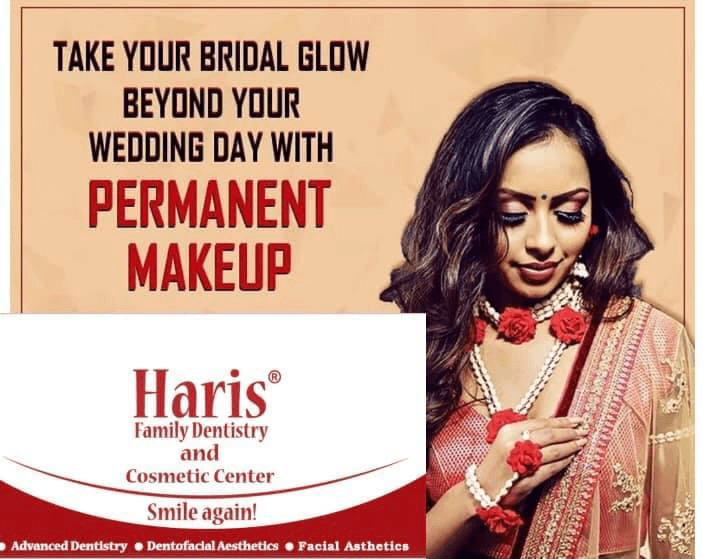 TAKE YOUR BRIDAL GLOW
BEYOND YOUR
WEDDING DAY WITH
PERMANENT
MAKEUP
Haris®
Family Dentistry
and
Cosmetic Center
Smile again!
● Advanced Dentistry ● Dentofacial Aesthetics ● Facial Asthetics